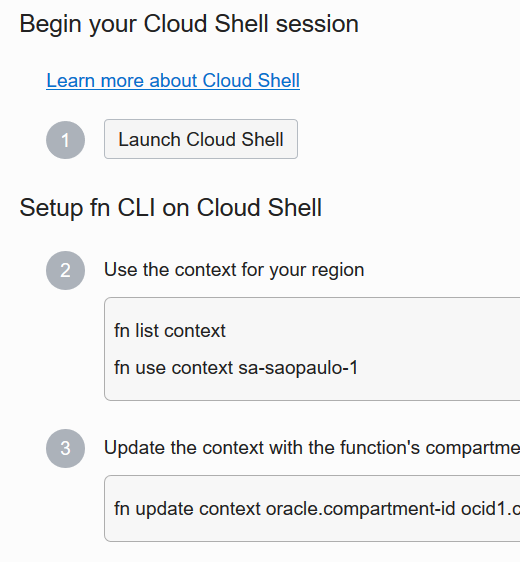 Begin your Cloud Shell session
Learn more about Cloud Shell
1
Launch Cloud Shell
Setup fn CLI on Cloud Shell
2
Use the context for your region
fn list context
fn use context sa-saopaulo-1
3
Update the context with the function's compartme
fn update context oracle.compartment-id ocid1.c